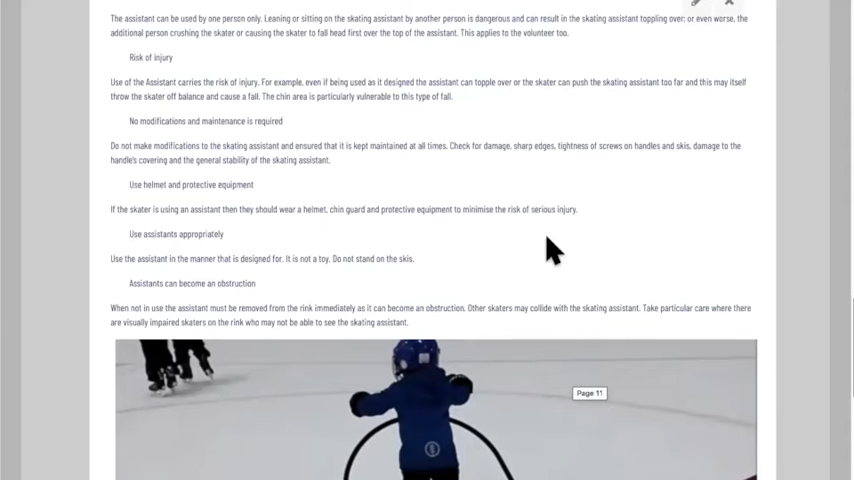 The assistant can be used by one person only. Leaning or sitting on the skating assistant by another person is dangerous and can result in the skating assistant toppling over; or even worse, the
additional person crushing the skater or causing the skater to fall head first over the top of the assistant. This applies to the volunteer too.
Risk of injury
Use of the Assistant carries the risk of injury. For example, even if being used as it designed the assistant can topple over or the skater can push the skating assistant too far and this may itself
throw the skater off balance and cause a fall. The chin area is particularly vulnerable to this type of fall.
No modifications and maintenance is required
Do not make modifications to the skating assistant and ensured that it is kept maintained at all times. Check for damage, sharp edges, tightness of screws on handles and skis, damage to the
handle's covering and the general stability of the skating assistant.
Use helmet and protective equipment
If the skater is using an assistant then they should wear a helmet, chin guard and protective equipment to minimise the risk of serious injury.
Use assistants appropriately
Use the assistant in the manner that is designed for. It is not a toy. Do not stand on the skis.
Assistants can become an obstruction
When not in use the assistant must be removed from the rink immediately as it can become an obstruction. Other skaters may collide with the skating assistant. Take particular care where there
are visually impaired skaters on the rink who may not be able to see the skating assistant.
Page 11